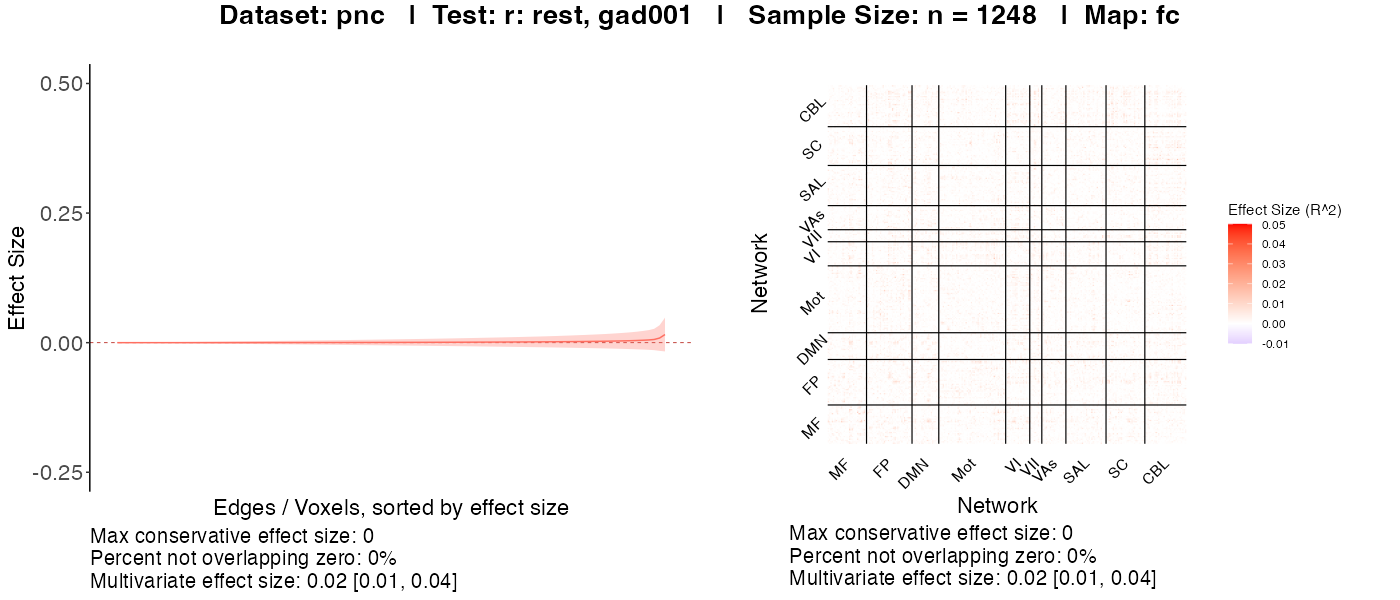 Dataset: pnc | Test: r: rest, gad001 | Sample Size: n = 1248 | Map: fc
Effect Size
0.50
0.25
0.00
-0.25
Edges / Voxels, sorted by effect size
Max conservative effect size: 0
Percent not overlapping zero: 0%
Multivariate effect size: 0.02 [0.01, 0.04]
Network
CBL
SC
SAL
VAs
VII
VI
Mot
DMN
FP
MF
MF FP DMN Mot VI VII VAs SAL SC CBL
Network
Max conservative effect size: 0
Percent not overlapping zero: 0%
Multivariate effect size: 0.02 [0.01, 0.04]
Effect Size (R^2)
0.05
0.04
0.03
0.02
0.01
0.00
-0.01